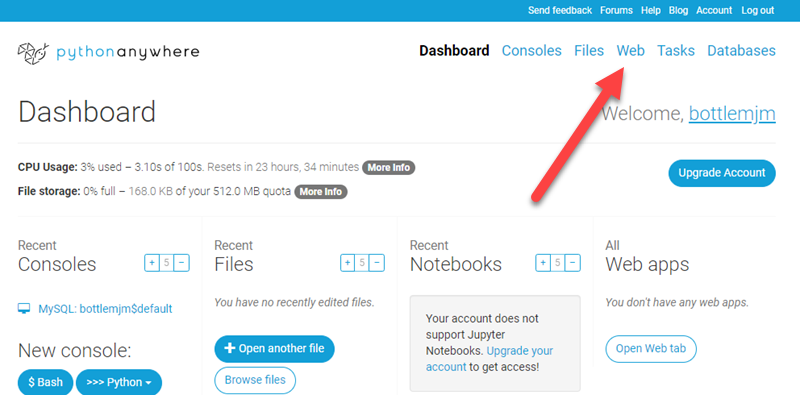 Send feedback Forums Help Blog Account Log out
pythonanywhere
Dashboard Consoles Files Web Tasks Databases
Dashboard
Welcome, bottlemjm
CPU Usage: 3% used – 3.10s of 100s. Resets in 23 hours, 34 minutes More Info
File storage: 0% full – 168.0 KB of your 512.0 MB quota More Info
Upgrade Account
Recent
Consoles
+ 5 −
MySQL: bottlemjm$default
New console:
$ Bash >>> Python
Recent
Files
+ 5 −
You have no recently edited files.
+ Open another file
Browse files
Recent
Notebooks
+ 5 −
Your account does
not support Jupyter
Notebooks. Upgrade your
account to get access!
All
Web apps
You don't have any web apps.
Open Web tab